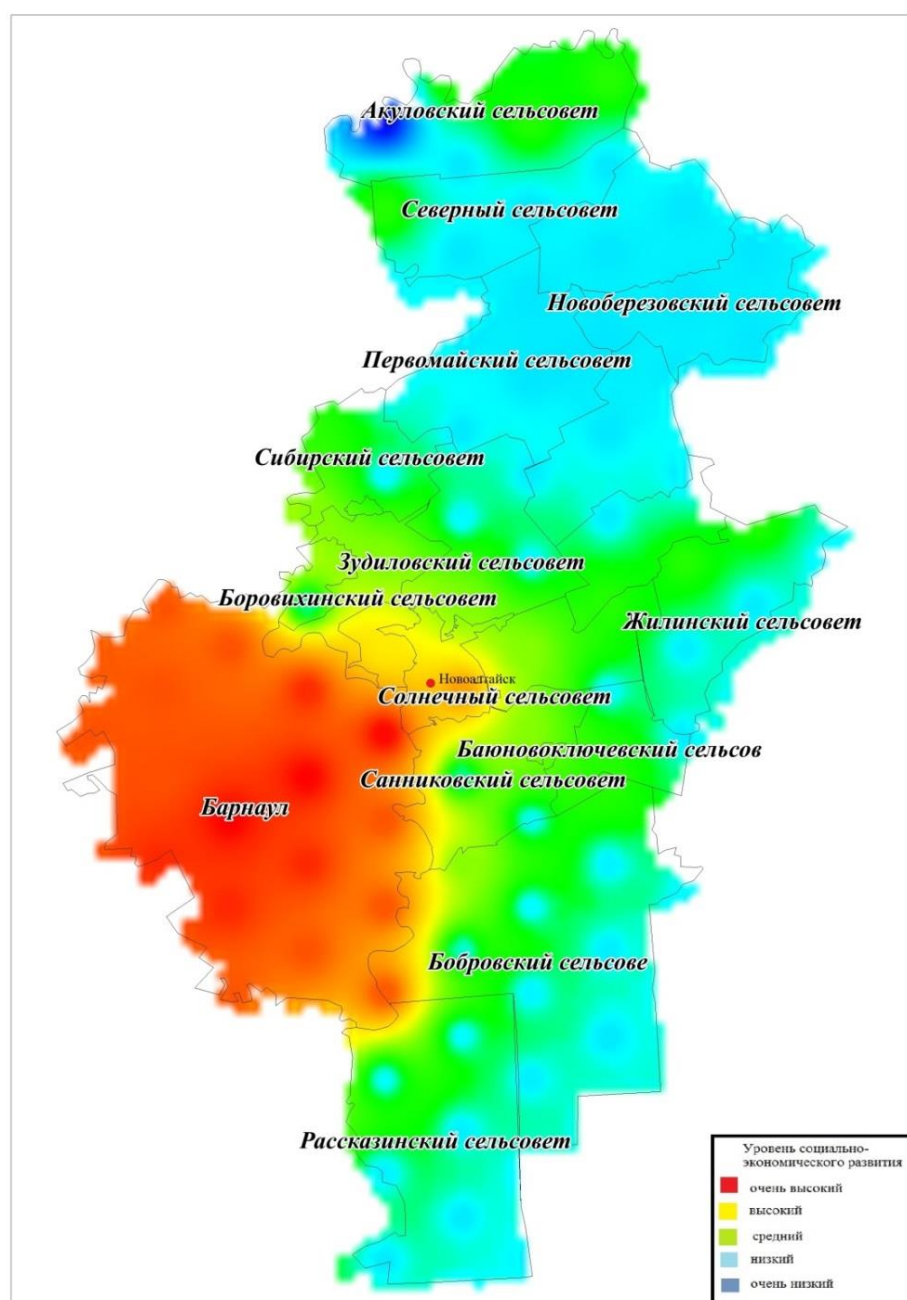 Акуловский сельсовет
Северный сельсовет
Новоберезовский сельсовет
Первомайский сельсовет
Сибирский сельсовет
Зудиловский сельсовет
Боровихинский сельсовет
Жилинский сельсовет
Новоалтайск
Солнечный сельсовет
Баюновоключевский сельсов
Санниковский сельсовет
Барнаул
Бобровский сельсове
Рассказинский сельсовет
Уровень социально-
экономического развития
очень высокий
высокий
средний
низкий
очень низкий